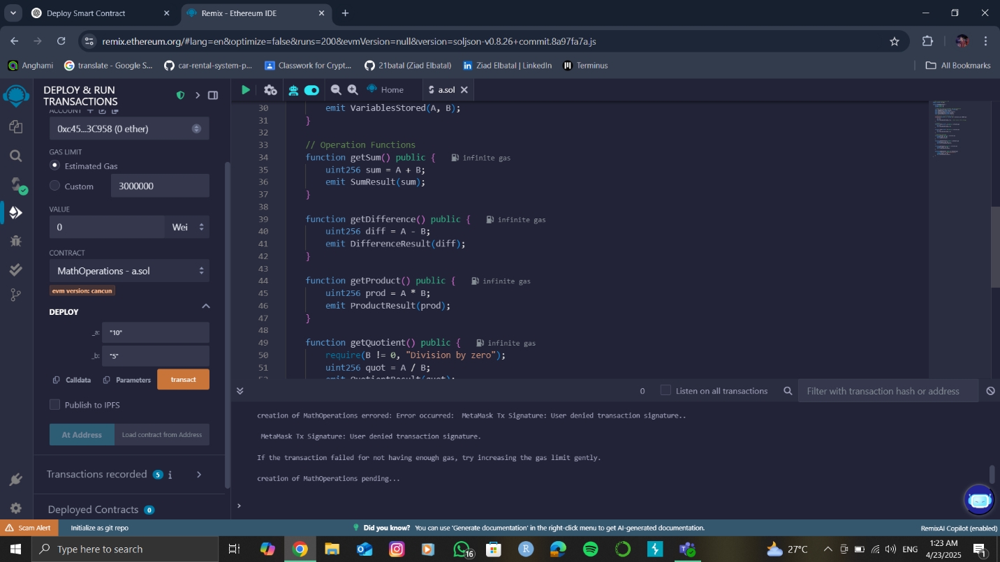 Deploy Smart Contract
Remix - Ethereum IDE
remix.ethereum.org/#lang=en&optimize=false&runs=200&evmVersion=null&version=soljson-v0.8.26+commit.8a97fa7a.js
Anghami
translate - Google S...
car-rental-system-p...
Classwork for Crypt...
21batal (Ziad Elbatal)
Ziad Elbatal | LinkedIn
Terminus
All Bookmarks
DEPLOY & RUN
TRANSACTIONS
ACCOUNT
0xc45...3C958 (0 ether)
GAS LIMIT
Estimated Gas
Custom
3000000
VALUE
0
Wei
CONTRACT
MathOperations - a.sol
evm version: cancun
DEPLOY
_a: "10"
_b: "5"
Calldata Parameters transact
Publish to IPFS
At Address Load contract from Address
Transactions recorded 5 i
Deployed Contracts 0
Home
a.sol
30 emit VariablesStored(A, B);
31 }
32
33 // Operation Functions
34 function getSum() public { infinite gas
35 uint256 sum = A + B;
36 emit SumResult(sum);
37 }
38
39 function getDifference() public { infinite gas
40 uint256 diff = A - B;
41 emit DifferenceResult(diff);
42 }
43
44 function getProduct() public { infinite gas
45 uint256 prod = A * B;
46 emit ProductResult(prod);
47 }
48
49 function getQuotient() public { infinite gas
50 require(B != 0, "Division by zero");
51 uint256 quot = A / B;
52 emit QuotientResult(quot);
0
Listen on all transactions
Filter with transaction hash or address
creation of MathOperations errored: Error occurred: MetaMask Tx Signature: User denied transaction signature..
MetaMask Tx Signature: User denied transaction signature.
If the transaction failed for not having enough gas, try increasing the gas limit gently.
creation of MathOperations pending...
>
Scam Alert
Initialize as git repo
Did you know? You can use 'Generate documentation' in the right-click menu to get AI-generated documentation.
RemixAI Copilot (enabled)
Type here to search
16
27°C
ENG
1:23 AM
4/23/2025
1